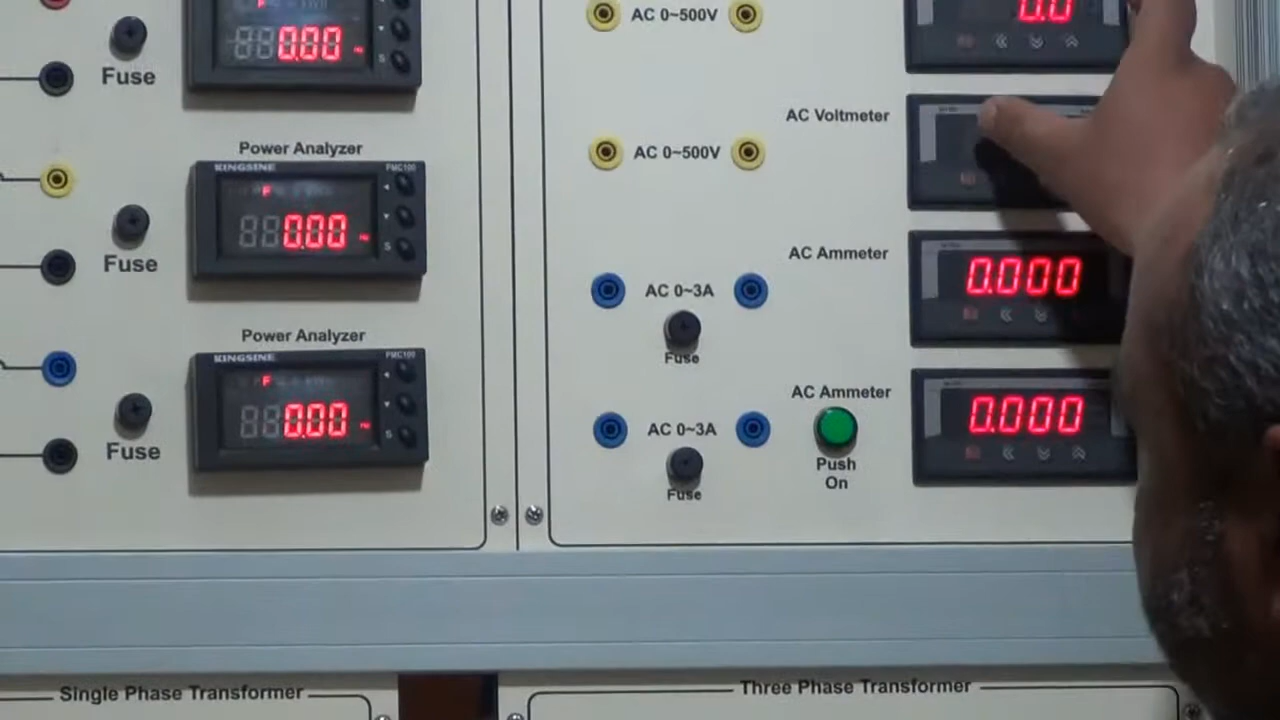 0.00
Fuse
Power Analyzer
KINGSINE PMC100
0.00
Fuse
Power Analyzer
KINGSINE PMC100
0.00
Fuse
AC 0~500V
0.0
AC Voltmeter
AC 0~500V
AC Ammeter
0.000
AC 0~3A
Fuse
AC Ammeter
0.000
AC 0~3A
Push
On
Fuse
Single Phase Transformer
Three Phase Transformer